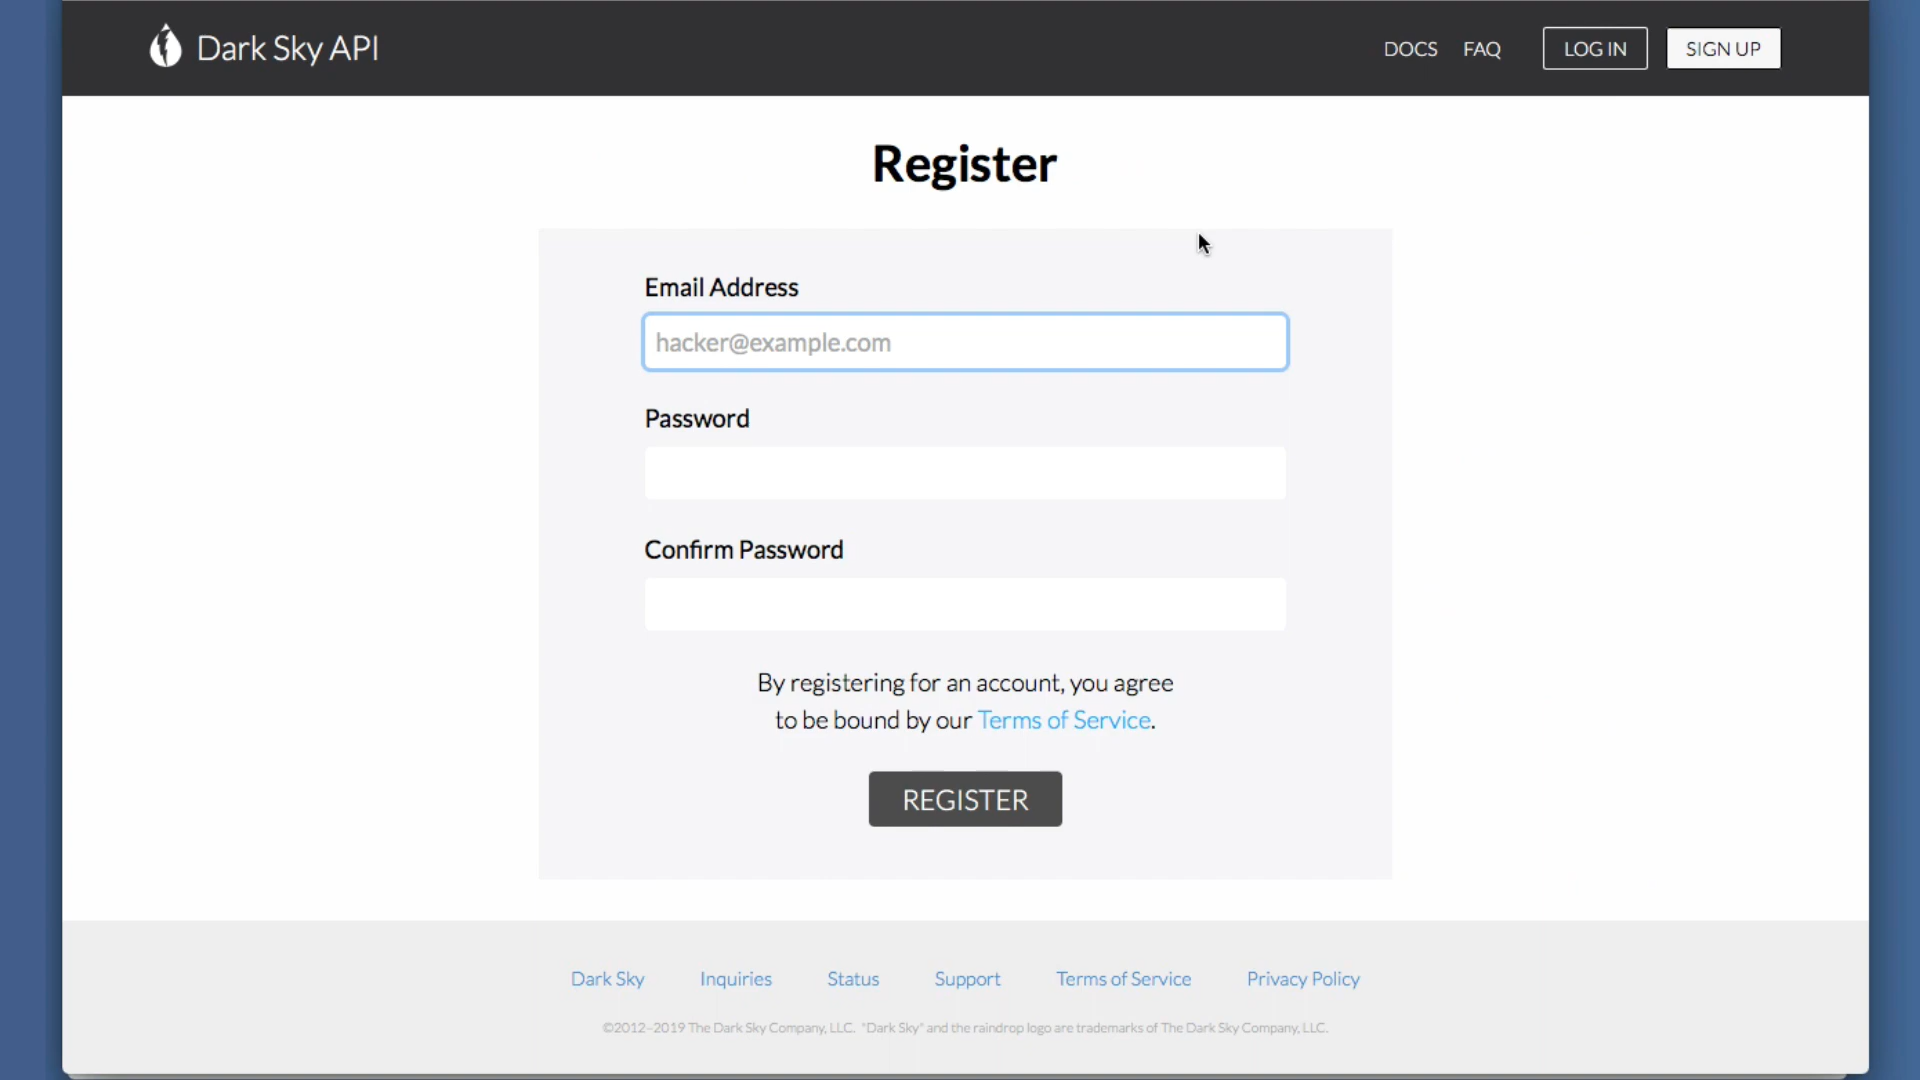 Dark Sky API
DOCS FAQ LOG IN SIGN UP
Register
Email Address
hacker@example.com
Password
Confirm Password
By registering for an account, you agree
to be bound by our Terms of Service.
REGISTER
Dark Sky Inquiries Status Support Terms of Service Privacy Policy
©2012–2019 The Dark Sky Company, LLC. "Dark Sky" and the raindrop logo are trademarks of The Dark Sky Company, LLC.